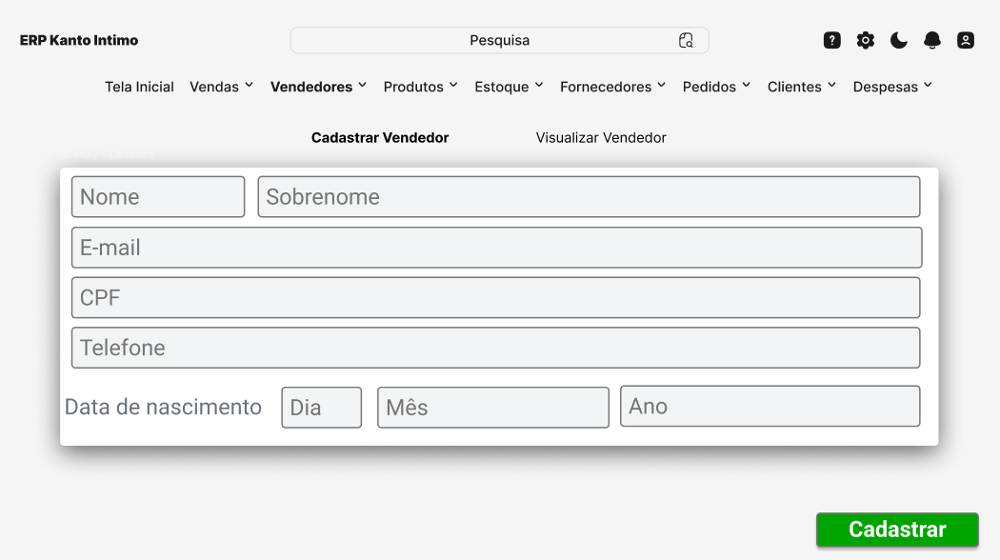 ERP Kanto Intimo
Pesquisa
Tela Inicial Vendas Vendedores Produtos Estoque Fornecedores Pedidos Clientes Despesas
Cadastrar Vendedor Visualizar Vendedor
Nome Sobrenome
E-mail
CPF
Telefone
Data de nascimento Dia Mês Ano
Cadastrar